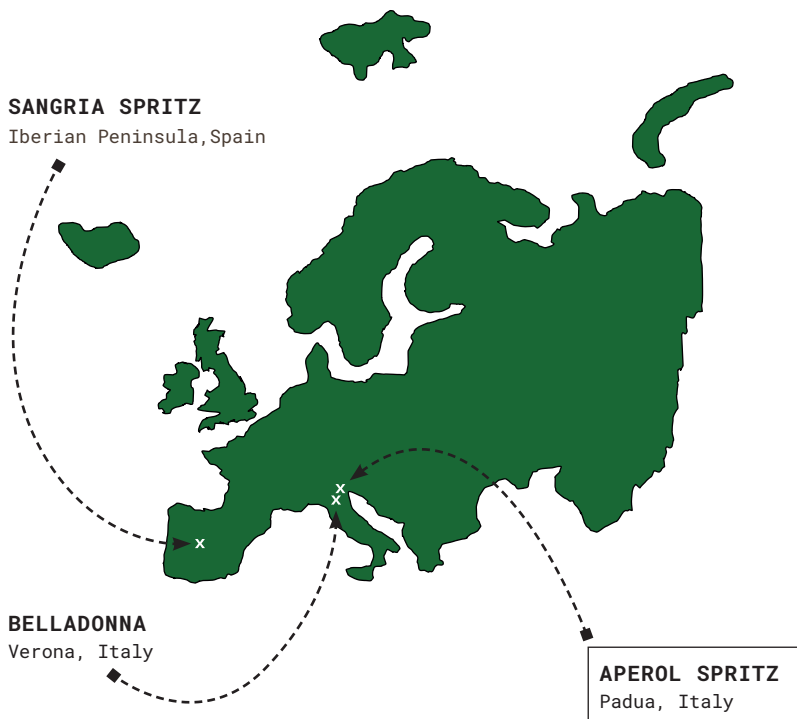 SANGRIA SPRITZ
Iberian Peninsula,Spain
x
x
x
BELLADONNA
Verona, Italy
APEROL SPRITZ
Padua, Italy